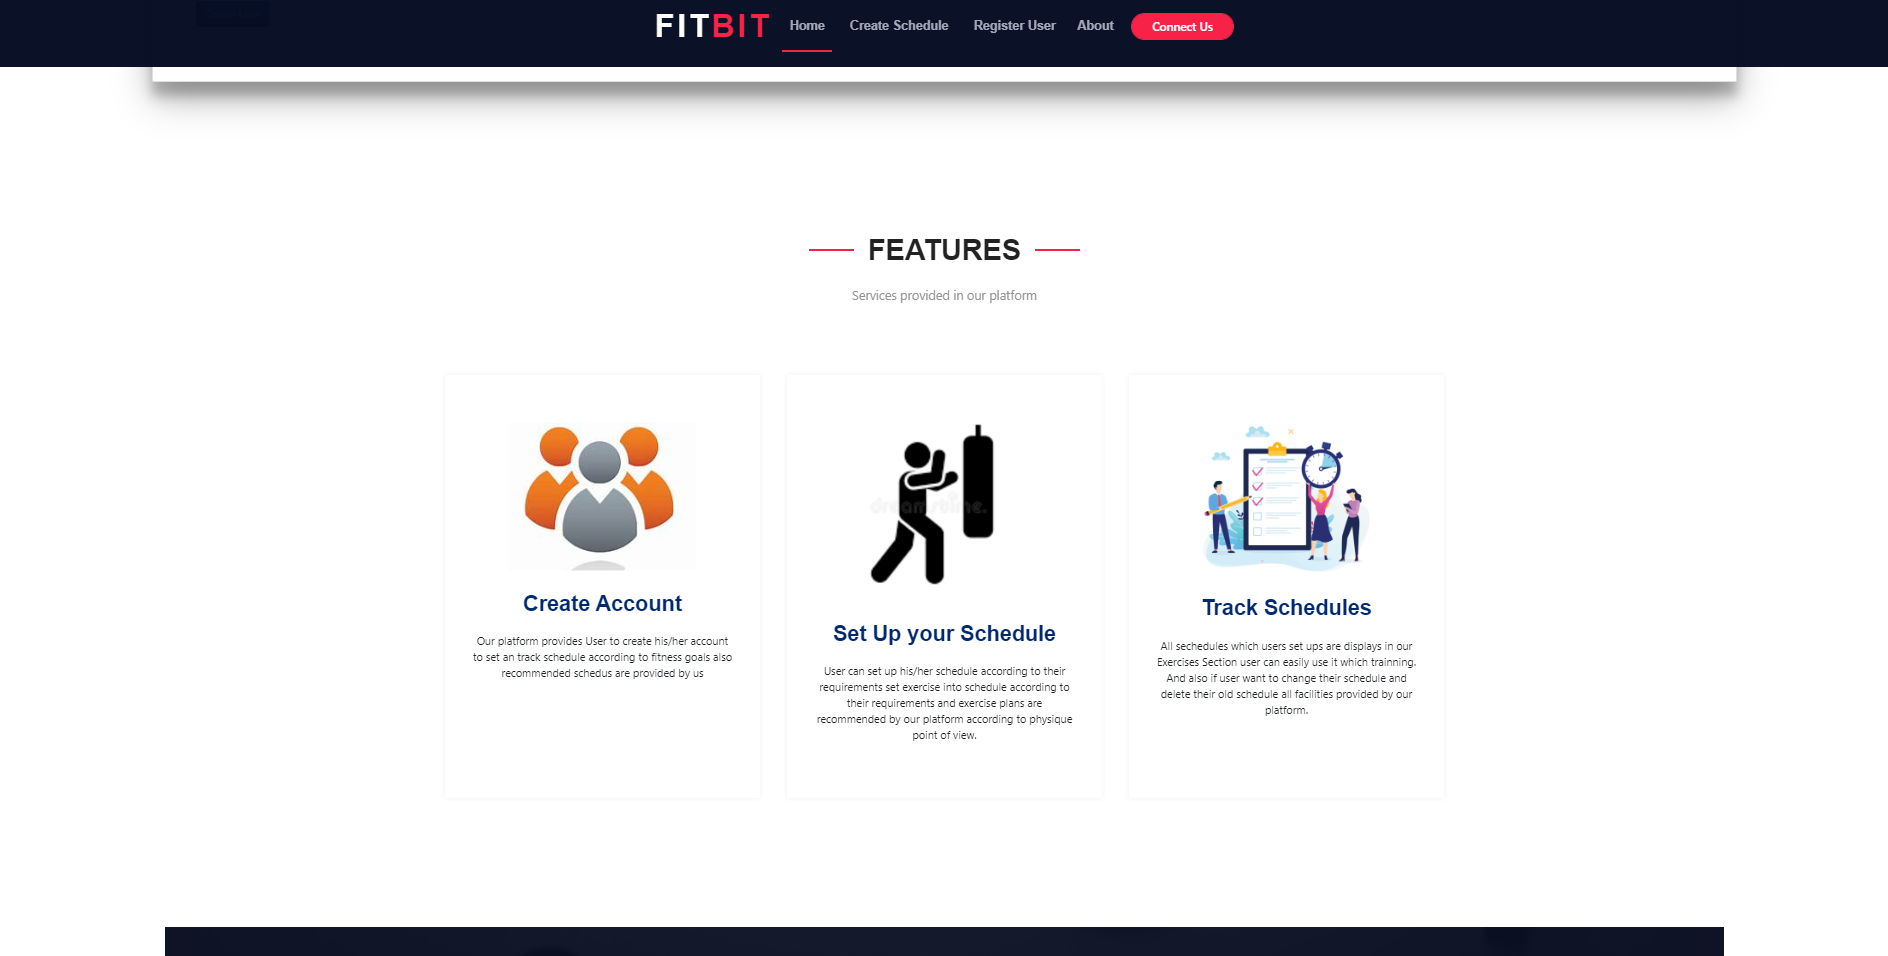 FITBIT Home Create Schedule Register User About Connect Us
FEATURES
Services provided in our platform
dreamstime.
Create Account
Our platform provides User to create his/her account
to set an track schedule according to fitness goals also
recommended schedus are provided by us
Set Up your Schedule
User can set up his/her schedule according to their
requirements set exercise into schedule according to
their requirements and exercise plans are
recommended by our platform according to physique
point of view.
Track Schedules
All sechedules which users set ups are displays in our
Exercises Section user can easily use it which trainning.
And also if user want to change their schedule and
delete their old schedule all facilities provided by our
platform.